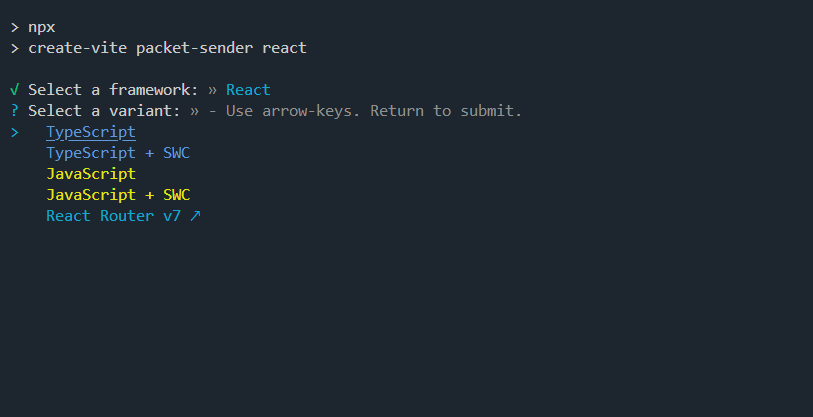 > npx
> create-vite packet-sender react
√ Select a framework: » React
? Select a variant: » - Use arrow-keys. Return to submit.
> TypeScript
TypeScript + SWC
JavaScript
JavaScript + SWC
React Router v7 ↗